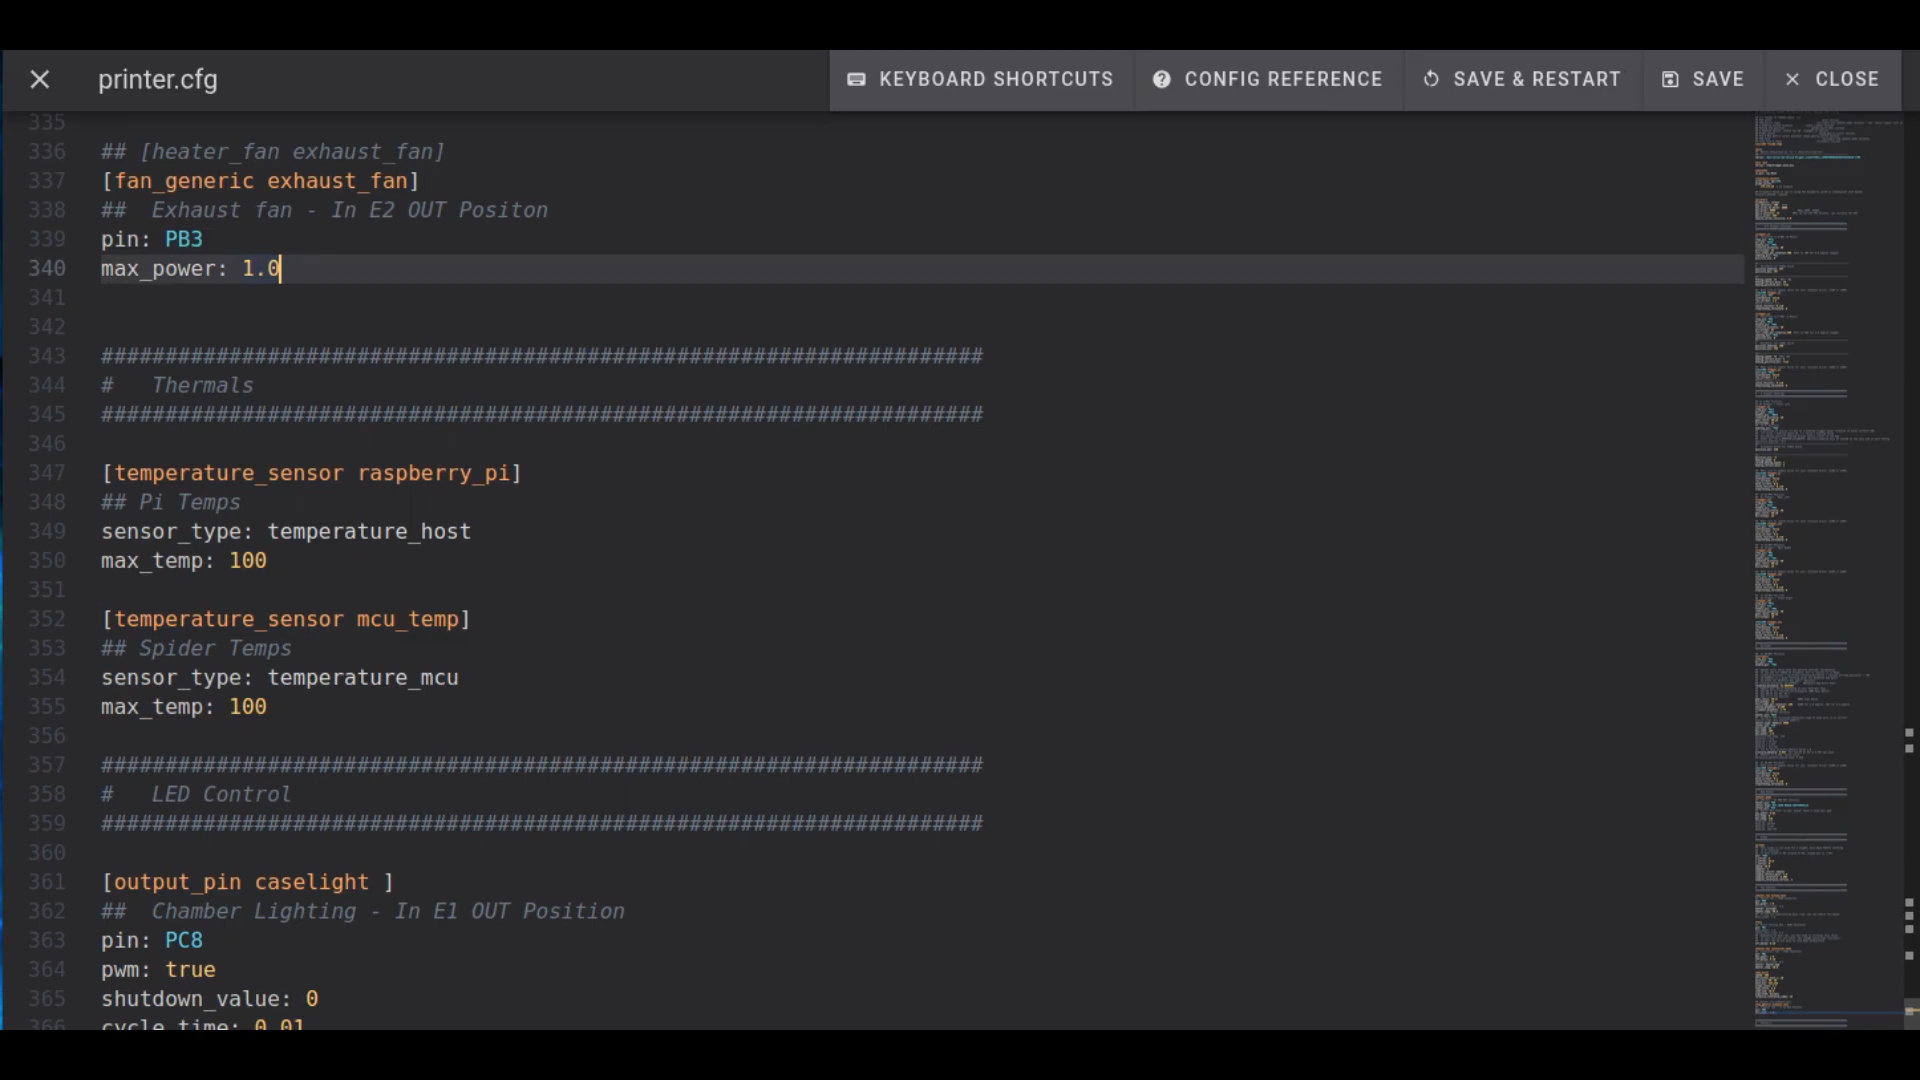 printer.cfg
KEYBOARD SHORTCUTS
CONFIG REFERENCE
SAVE & RESTART
SAVE
CLOSE
335
336 ## [heater_fan exhaust_fan]
337 [fan_generic exhaust_fan]
338 ##  Exhaust fan - In E2 OUT Positon
339 pin: PB3
340 max_power: 1.0
341
342
343 #####################################################################
344 #   Thermals
345 #####################################################################
346
347 [temperature_sensor raspberry_pi]
348 ## Pi Temps
349 sensor_type: temperature_host
350 max_temp: 100
351
352 [temperature_sensor mcu_temp]
353 ## Spider Temps
354 sensor_type: temperature_mcu
355 max_temp: 100
356
357 #####################################################################
358 #   LED Control
359 #####################################################################
360
361 [output_pin caselight ]
362 ##  Chamber Lighting - In E1 OUT Position
363 pin: PC8
364 pwm: true
365 shutdown_value: 0
366 cycle_time: 0.01